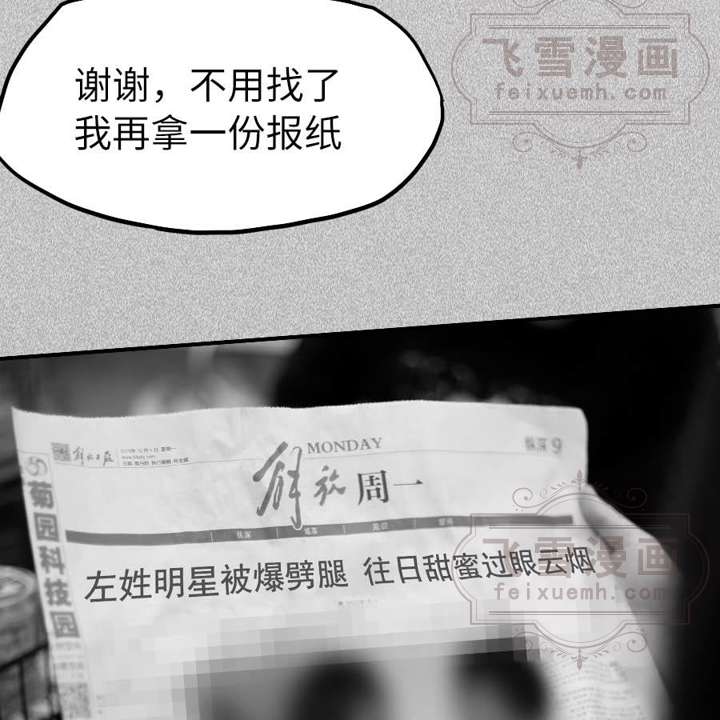 飞雪漫画
feixuemh.com
谢谢，不用找了
我再拿一份报纸
MONDAY
解放 周一
9
菊园科技园
左姓明星被爆劈腿 往日甜蜜过眼云烟
飞雪漫画
feixuemh.com